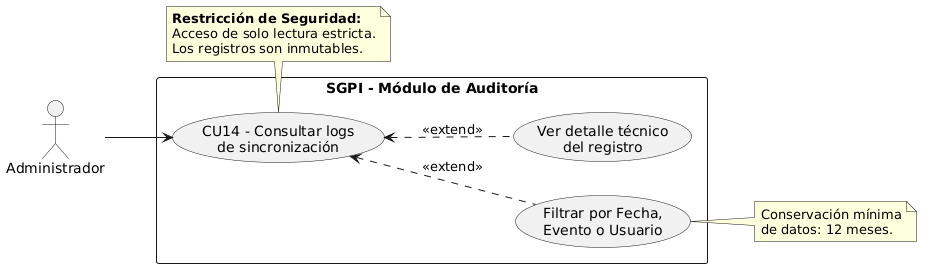 Restricción de Seguridad:
Acceso de solo lectura estricta.
Los registros son inmutables.
SGPI - Módulo de Auditoría
Administrador
CU14 - Consultar logs
de sincronización
«extend»
Ver detalle técnico
del registro
«extend»
Filtrar por Fecha,
Evento o Usuario
Conservación mínima
de datos: 12 meses.